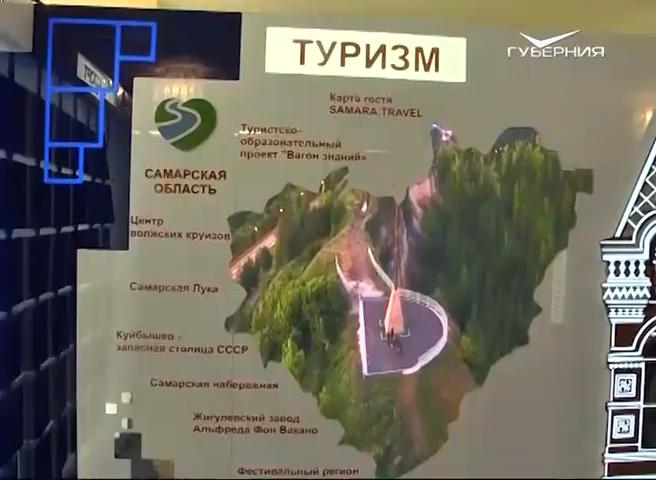 ТУРИЗМ
ГУБЕРНИЯ
Карта гостя
SAMARA.TRAVEL
Туристско-
образовательный
проект "Вагон знаний»
САМАРСКАЯ
ОБЛАСТЬ
Центр
волжских круизов
Самарская Лука
Куйбышев -
запасная столица СССР
Самарская набережная
Жигулевский завод
Альфреда Фон Вакано
Фестивальный регион